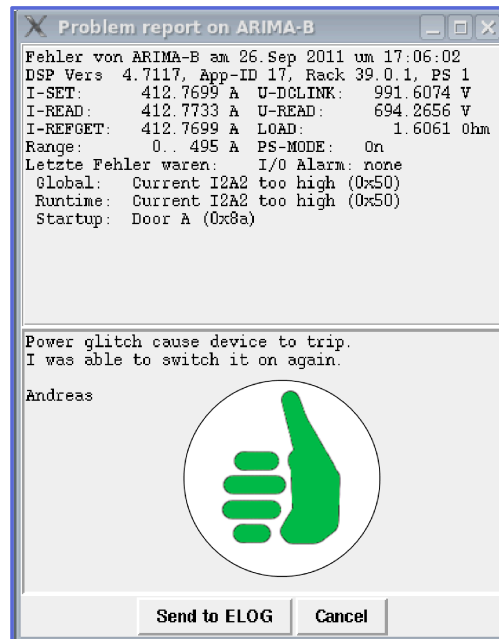 Problem report on ARIMA-B
Fehler von ARIMA-B am 26.Sep 2011 um 17:06:02
DSP Vers 4.7117, App-ID 17, Rack 39.0.1, PS 1
I-SET: 412.7699 A U-DCLINK: 991.6074 V
I-READ: 412.7733 A U-READ: 694.2656 V
I-REFGET: 412.7699 A LOAD: 1.6061 Ohm
Range: 0.. 495 A PS-MODE: On
Letzte Fehler waren: I/O Alarm: none
Global: Current I2A2 too high (0x50)
Runtime: Current I2A2 too high (0x50)
Startup: Door A (0x8a)
Power glitch cause device to trip.
I was able to switch it on again.
Andreas
Send to ELOG Cancel